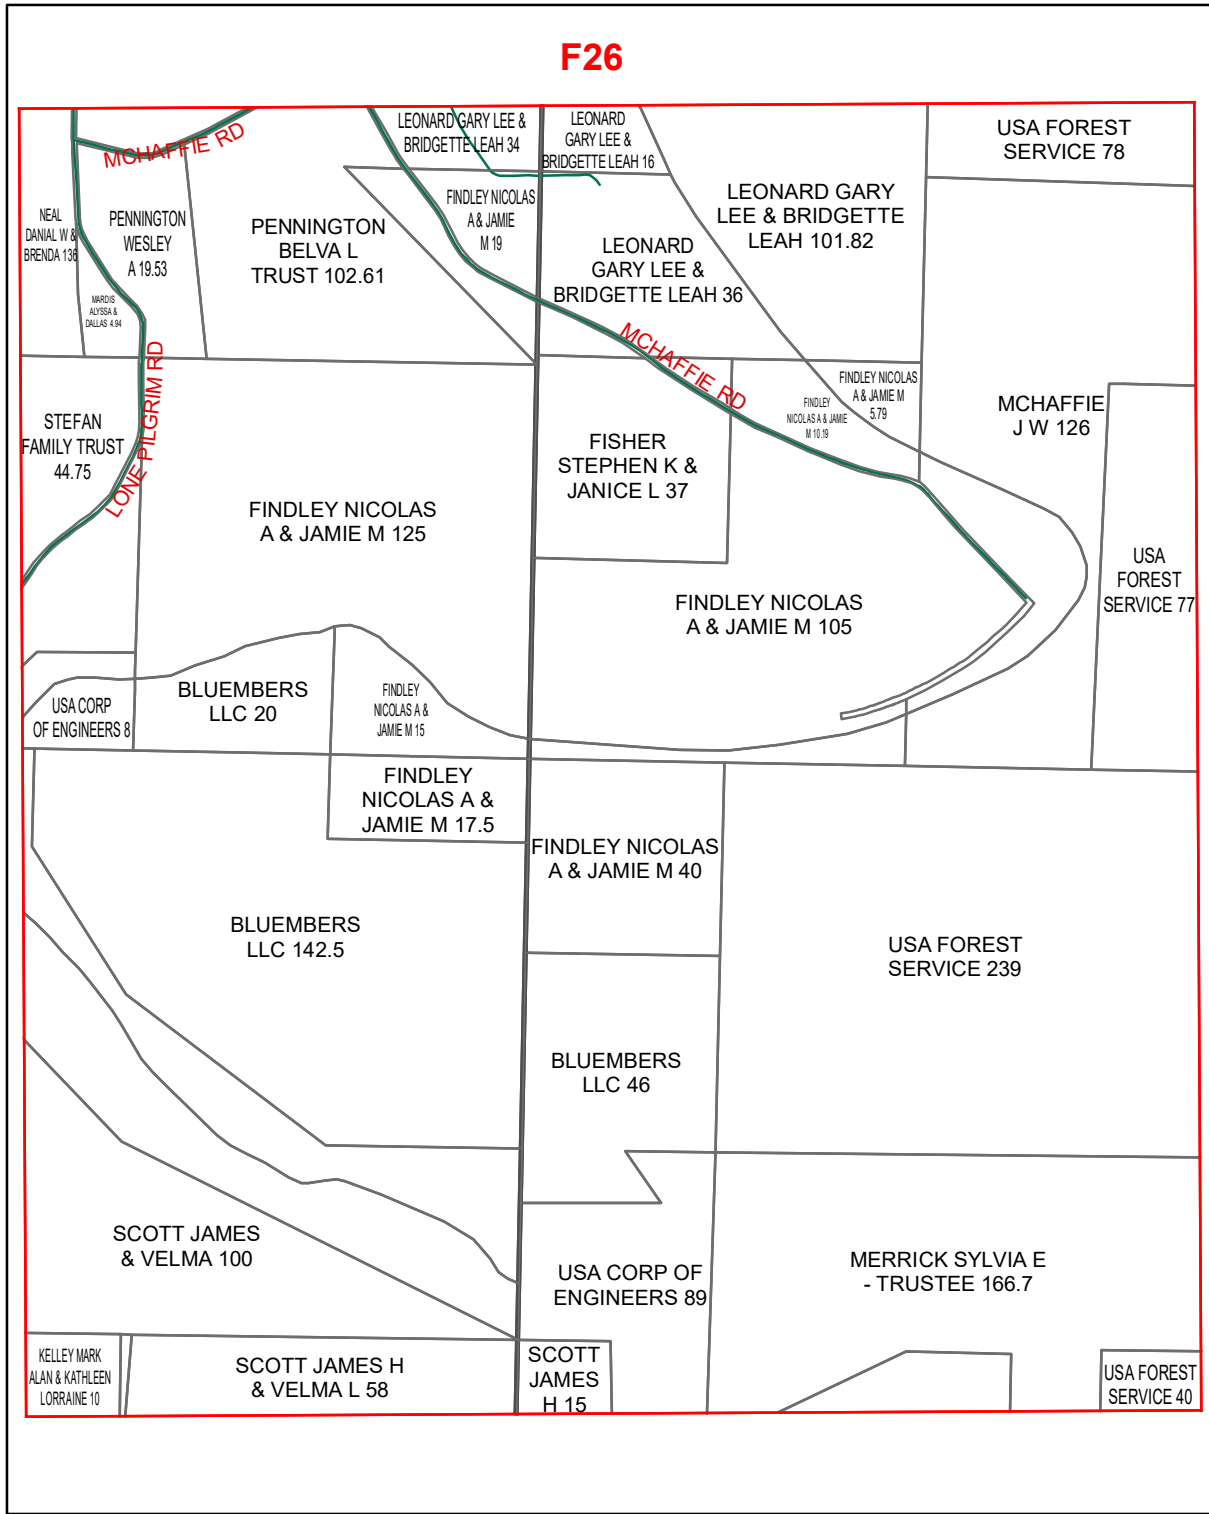 F26
MCHAFFIE RD
LEONARD GARY LEE &
BRIDGETTE LEAH 34
LEONARD
GARY LEE &
BRIDGETTE LEAH 16
USA FOREST
SERVICE 78
NEAL
DANIAL W &
BRENDA 136
PENNINGTON
WESLEY
A 19.53
MARDIS
ALYSSA &
DALLAS 4.94
PENNINGTON
BELVA L
TRUST 102.61
FINDLEY NICOLAS
A & JAMIE
M 19
LEONARD
GARY LEE &
BRIDGETTE LEAH 36
LEONARD GARY
LEE & BRIDGETTE
LEAH 101.82
MCHAFFIE RD
LONE PILGRIM RD
STEFAN
FAMILY TRUST
44.75
FINDLEY NICOLAS
A & JAMIE M 125
FISHER
STEPHEN K &
JANICE L 37
FINDLEY
NICOLAS A & JAMIE
M 10.19
FINDLEY NICOLAS
A & JAMIE M
5.79
MCHAFFIE
J W 126
USA
FOREST
SERVICE 77
FINDLEY NICOLAS
A & JAMIE M 105
USA CORP
OF ENGINEERS 8
BLUEMBERS
LLC 20
FINDLEY
NICOLAS A &
JAMIE M 15
FINDLEY
NICOLAS A &
JAMIE M 17.5
FINDLEY NICOLAS
A & JAMIE M 40
BLUEMBERS
LLC 142.5
USA FOREST
SERVICE 239
BLUEMBERS
LLC 46
SCOTT JAMES
& VELMA 100
USA CORP OF
ENGINEERS 89
MERRICK SYLVIA E
- TRUSTEE 166.7
KELLEY MARK
ALAN & KATHLEEN
LORRAINE 10
SCOTT JAMES H
& VELMA L 58
SCOTT
JAMES
H 15
USA FOREST
SERVICE 40